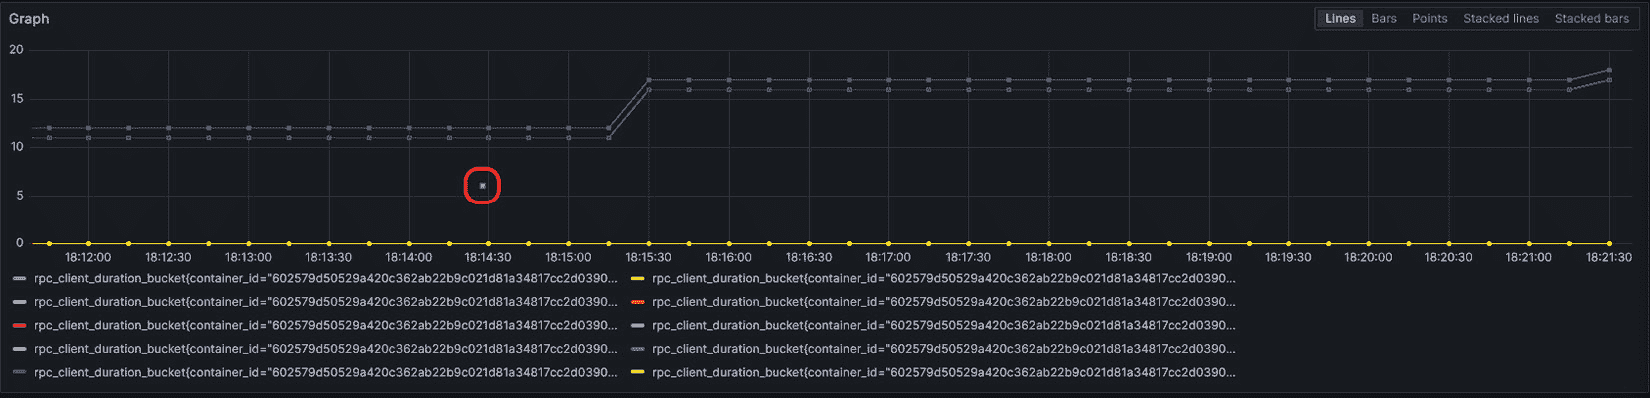 Graph
Lines Bars Points Stacked lines Stacked bars
20
15
10
5
0
18:12:00 18:12:30 18:13:00 18:13:30 18:14:00 18:14:30 18:15:00 18:15:30 18:16:00 18:16:30 18:17:00 18:17:30 18:18:00 18:18:30 18:19:00 18:19:30 18:20:00 18:20:30 18:21:00 18:21:30
rpc_client_duration_bucket{container_id="602579d50529a420c362ab22b9c021d81a34817cc2d0390... rpc_client_duration_bucket{container_id="602579d50529a420c362ab22b9c021d81a34817cc2d0390...
rpc_client_duration_bucket{container_id="602579d50529a420c362ab22b9c021d81a34817cc2d0390... rpc_client_duration_bucket{container_id="602579d50529a420c362ab22b9c021d81a34817cc2d0390...
rpc_client_duration_bucket{container_id="602579d50529a420c362ab22b9c021d81a34817cc2d0390... rpc_client_duration_bucket{container_id="602579d50529a420c362ab22b9c021d81a34817cc2d0390...
rpc_client_duration_bucket{container_id="602579d50529a420c362ab22b9c021d81a34817cc2d0390... rpc_client_duration_bucket{container_id="602579d50529a420c362ab22b9c021d81a34817cc2d0390...
rpc_client_duration_bucket{container_id="602579d50529a420c362ab22b9c021d81a34817cc2d0390... rpc_client_duration_bucket{container_id="602579d50529a420c362ab22b9c021d81a34817cc2d0390...